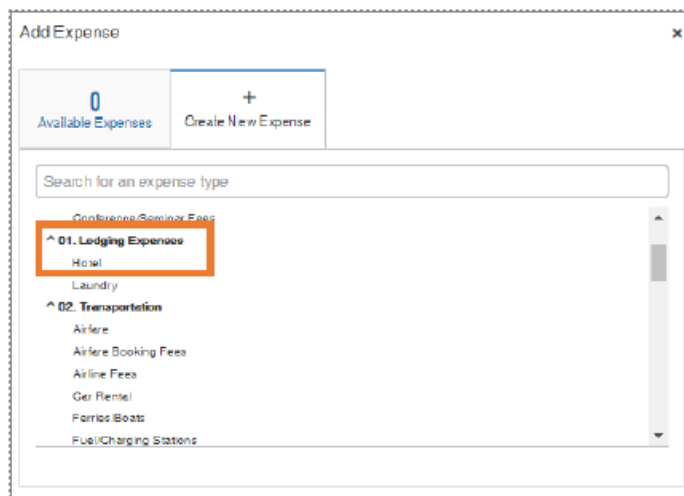 Add Expense ×
0
Available Expenses
+
Create New Expense
Search for an expense type
Conference/Seminar Fees
^ 01. Lodging Expenses
Hotel
Laundry
^ 02. Transportation
Airfare
Airfare Booking Fees
Airline Fees
Car Rental
Ferries/Boats
Fuel/Charging Stations